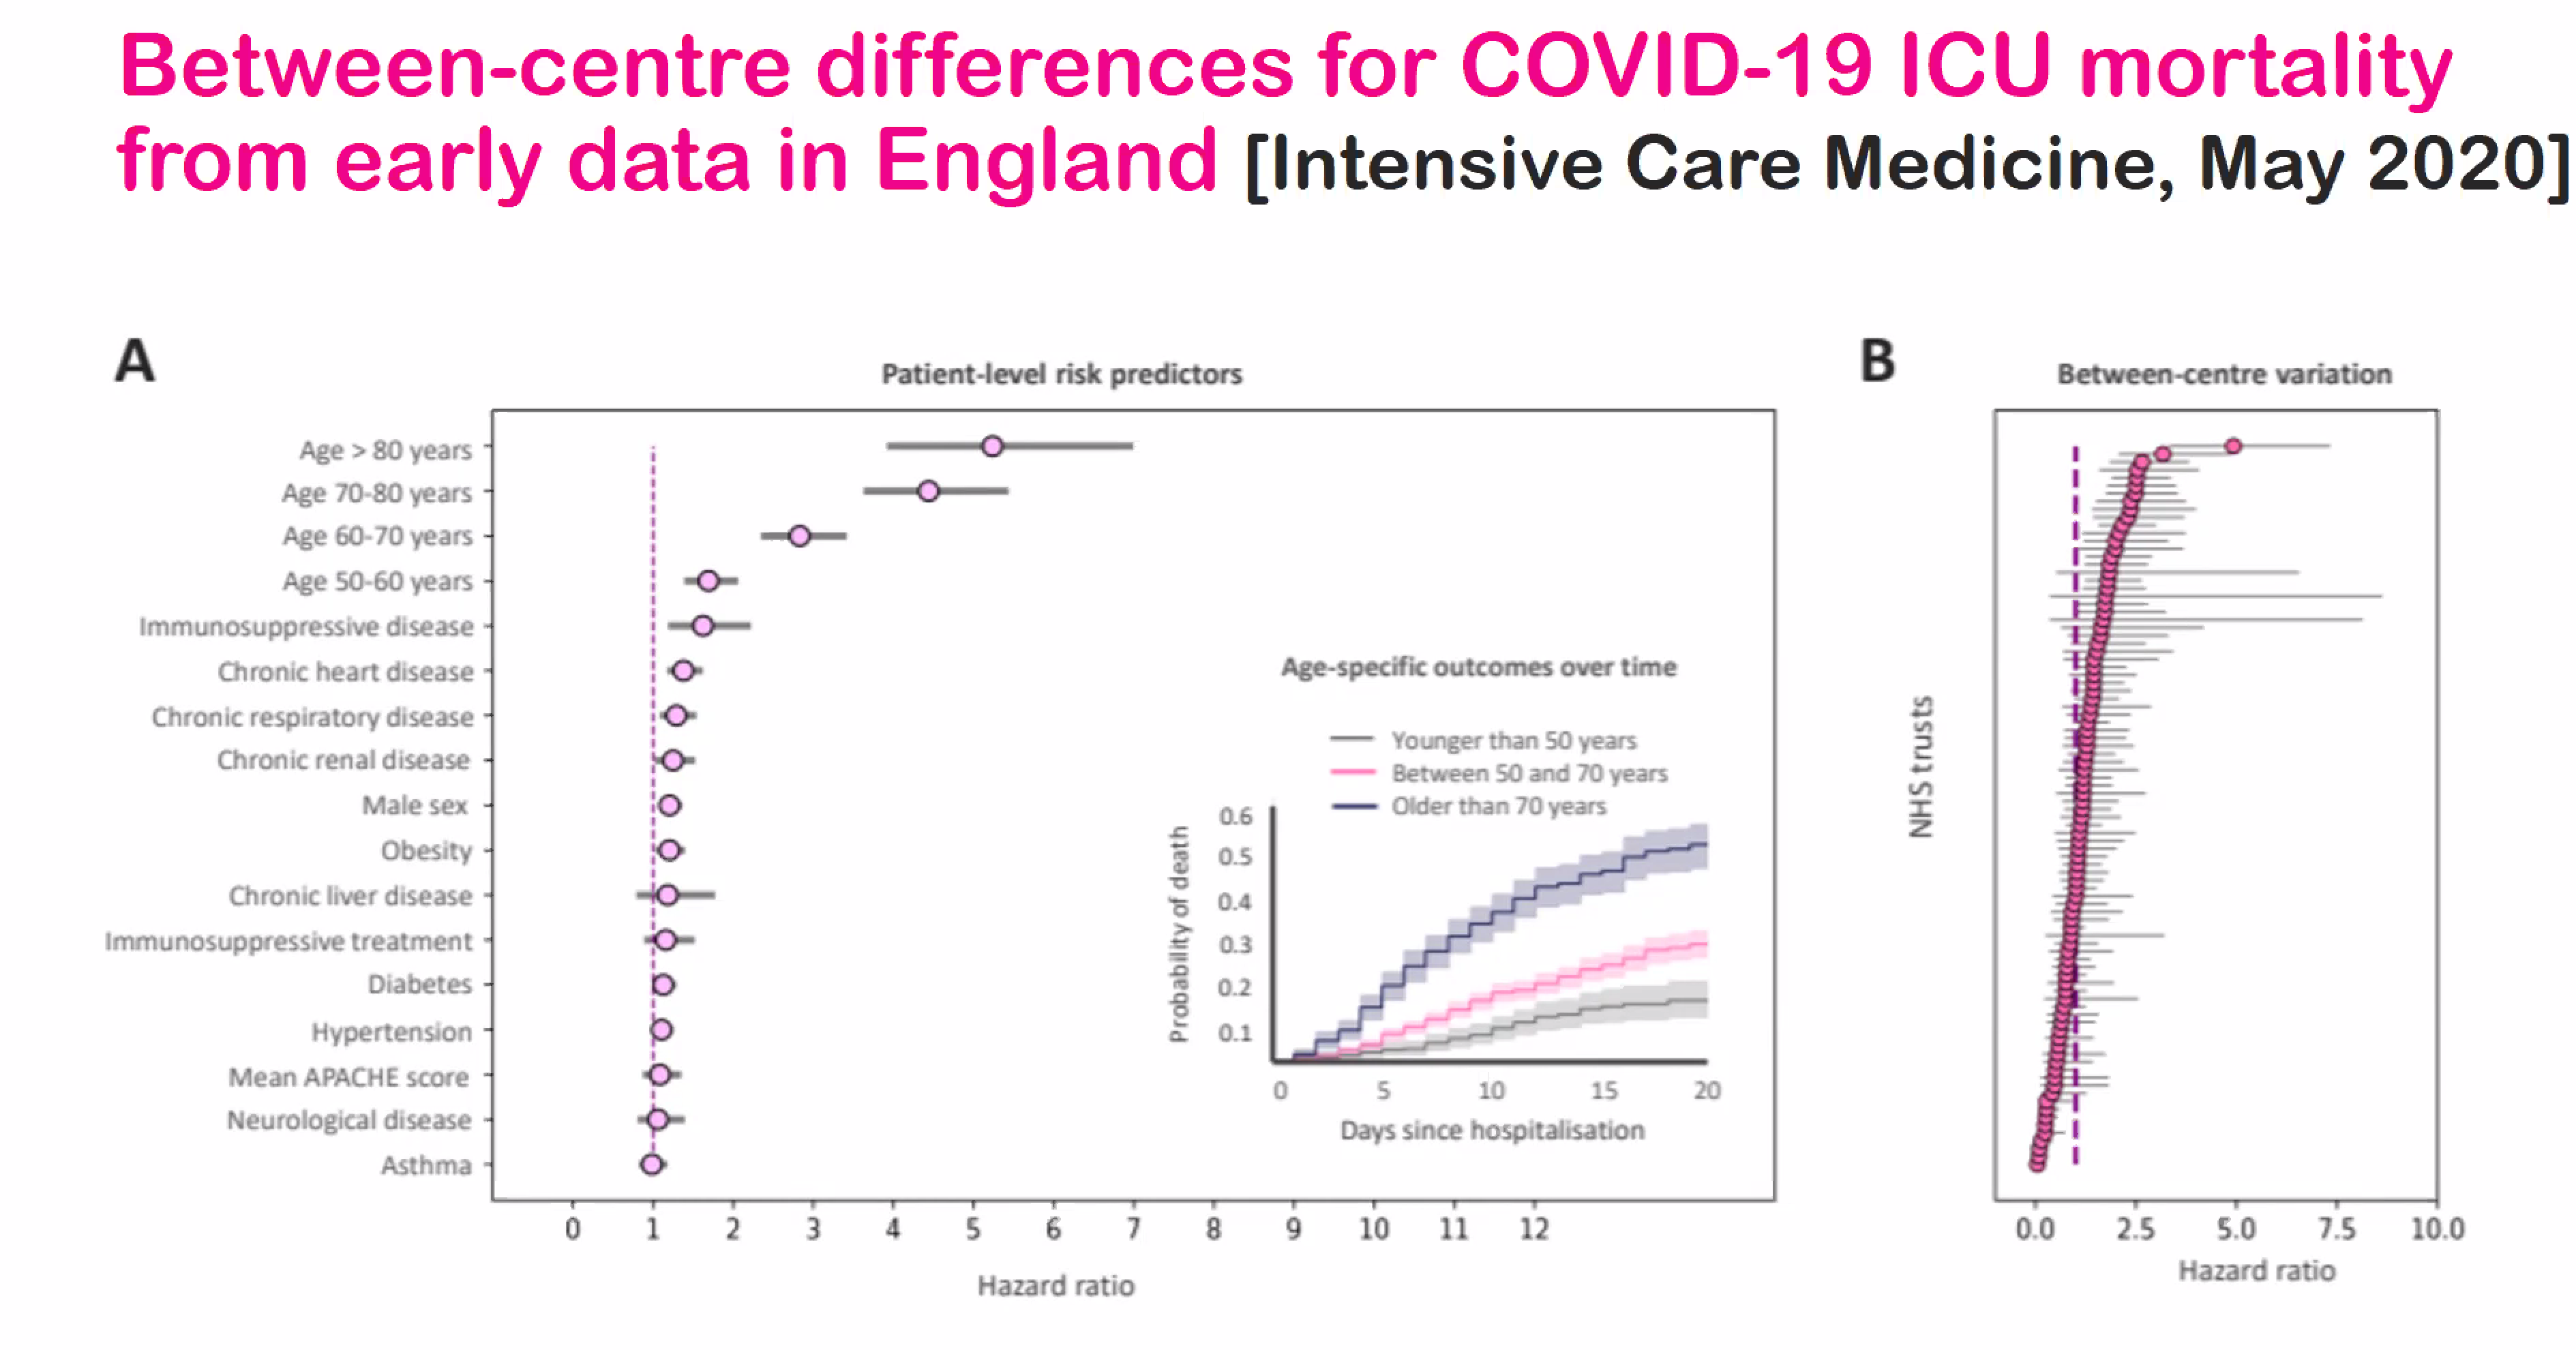 Between-centre differences for COVID-19 ICU mortality
from early data in England [Intensive Care Medicine, May 2020]
A
Patient-level risk predictors
Age > 80 years
Age 70-80 years
Age 60-70 years
Age 50-60 years
Immunosuppressive disease
Chronic heart disease
Chronic respiratory disease
Chronic renal disease
Male sex
Obesity
Chronic liver disease
Immunosuppressive treatment
Diabetes
Hypertension
Mean APACHE score
Neurological disease
Asthma
0 1 2 3 4 5 6 7 8 9 10 11 12
Hazard ratio
Age-specific outcomes over time
Younger than 50 years
Between 50 and 70 years
Older than 70 years
Probability of death
0.6
0.5
0.4
0.3
0.2
0.1
0 5 10 15 20
Days since hospitalisation
B
Between-centre variation
NHS trusts
0.0 2.5 5.0 7.5 10.0
Hazard ratio